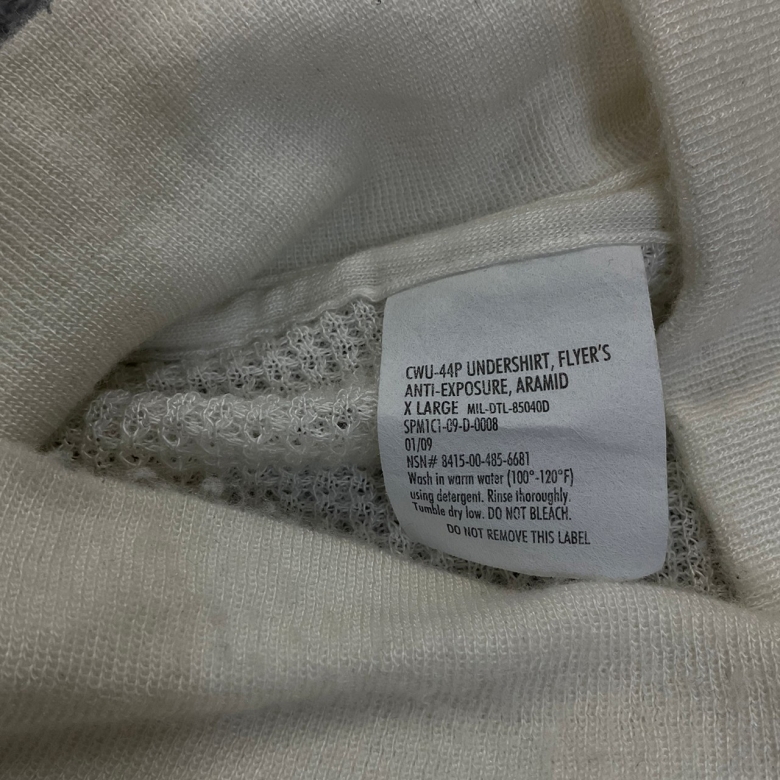 CWU-44P UNDERSHIRT, FLYER'S
ANTI-EXPOSURE, ARAMID
X LARGE MIL-DTL-85040D
SPM1C1-09-D-0008
01/09
NSN# 8415-00-485-6681
Wash in warm water (100°-120°F)
using detergent. Rinse thoroughly.
Tumble dry low. DO NOT BLEACH.
DO NOT REMOVE THIS LABEL